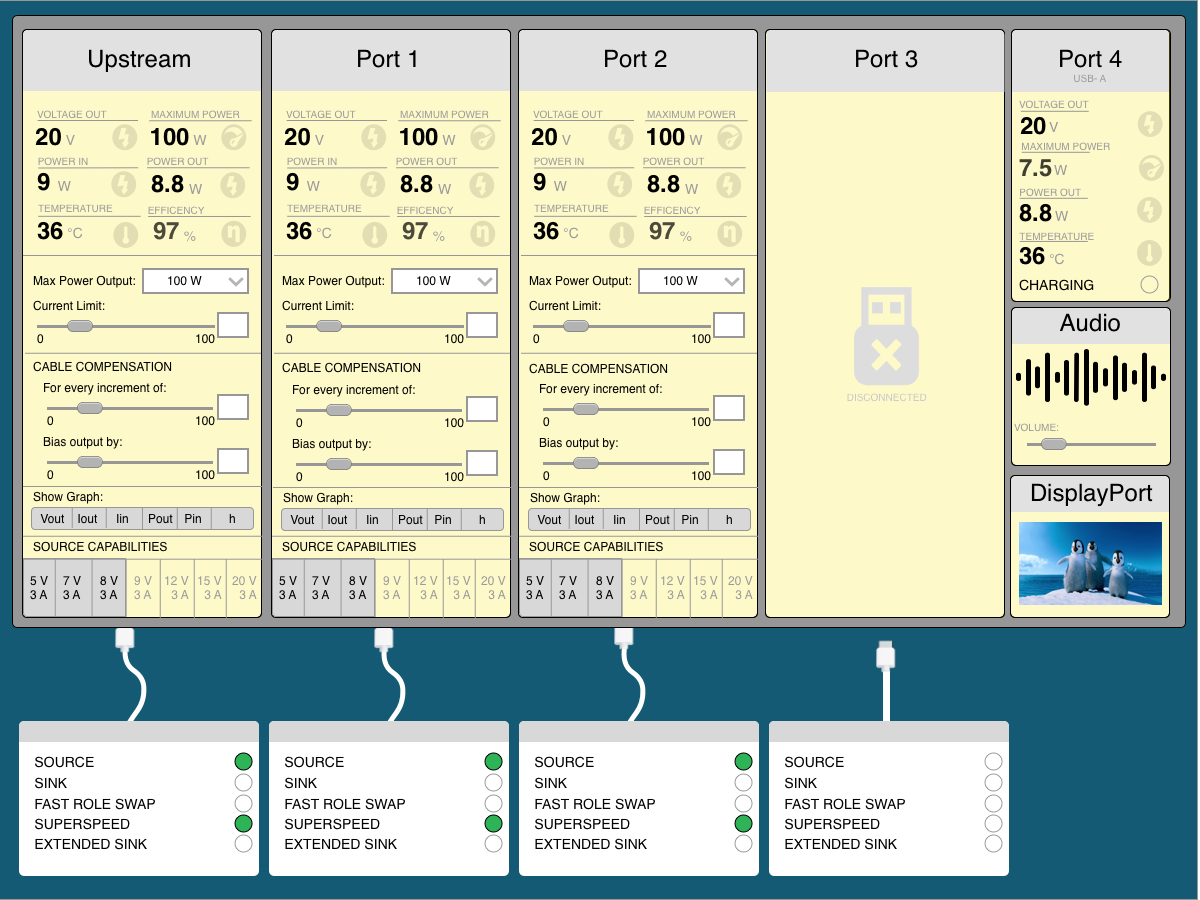 Upstream
VOLTAGE OUT MAXIMUM POWER
20 V 100 W
POWER IN POWER OUT
9 W 8.8 W
TEMPERATURE EFFICENCY
36 °C 97 %
Max Power Output: 100 W
Current Limit:
0 100
CABLE COMPENSATION
For every increment of:
0 100
Bias output by:
0 100
Show Graph:
Vout Iout Iin Pout Pin h
SOURCE CAPABILITIES
5 V 7 V 8 V 9 V 12 V 15 V 20 V
3 A 3 A 3 A 3 A 3 A 3 A 3 A
Port 1
VOLTAGE OUT MAXIMUM POWER
20 V 100 W
POWER IN POWER OUT
9 W 8.8 W
TEMPERATURE EFFICENCY
36 °C 97 %
Max Power Output: 100 W
Current Limit:
0 100
CABLE COMPENSATION
For every increment of:
0 100
Bias output by:
0 100
Show Graph:
Vout Iout Iin Pout Pin h
SOURCE CAPABILITIES
5 V 7 V 8 V 9 V 12 V 15 V 20 V
3 A 3 A 3 A 3 A 3 A 3 A 3 A
Port 2
VOLTAGE OUT MAXIMUM POWER
20 V 100 W
POWER IN POWER OUT
9 W 8.8 W
TEMPERATURE EFFICENCY
36 °C 97 %
Max Power Output: 100 W
Current Limit:
0 100
CABLE COMPENSATION
For every increment of:
0 100
Bias output by:
0 100
Show Graph:
Vout Iout Iin Pout Pin h
SOURCE CAPABILITIES
5 V 7 V 8 V 9 V 12 V 15 V 20 V
3 A 3 A 3 A 3 A 3 A 3 A 3 A
Port 3
DISCONNECTED
Port 4
USB- A
VOLTAGE OUT
20 V
MAXIMUM POWER
7.5 W
POWER OUT
8.8 W
TEMPERATURE
36 °C
CHARGING
Audio
VOLUME:
DisplayPort
SOURCE
SINK
FAST ROLE SWAP
SUPERSPEED
EXTENDED SINK
SOURCE
SINK
FAST ROLE SWAP
SUPERSPEED
EXTENDED SINK
SOURCE
SINK
FAST ROLE SWAP
SUPERSPEED
EXTENDED SINK
SOURCE
SINK
FAST ROLE SWAP
SUPERSPEED
EXTENDED SINK